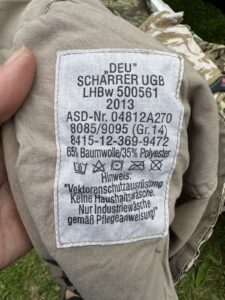 „DEU"
SCHÄRRER UGB
LHBw 500561
2013
ASD-Nr. 04812A270
8085/9095 (Gr.14)
8415-12-369-9472
65% Baumwolle/35% Polyester
Hinweis:
"Vektorenschutzausrüstung
Keine Haushaltswäsche.
Nur Industriewäsche
gemäß Pflegeanweisung"